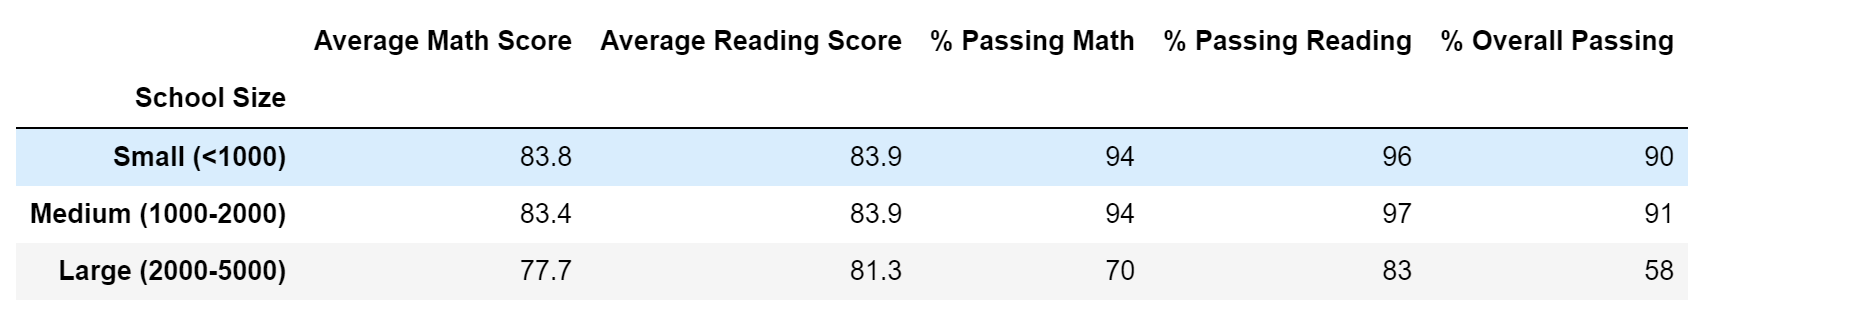 Average Math Score Average Reading Score % Passing Math % Passing Reading % Overall Passing
School Size
Small (<1000) 83.8 83.9 94 96 90
Medium (1000-2000) 83.4 83.9 94 97 91
Large (2000-5000) 77.7 81.3 70 83 58